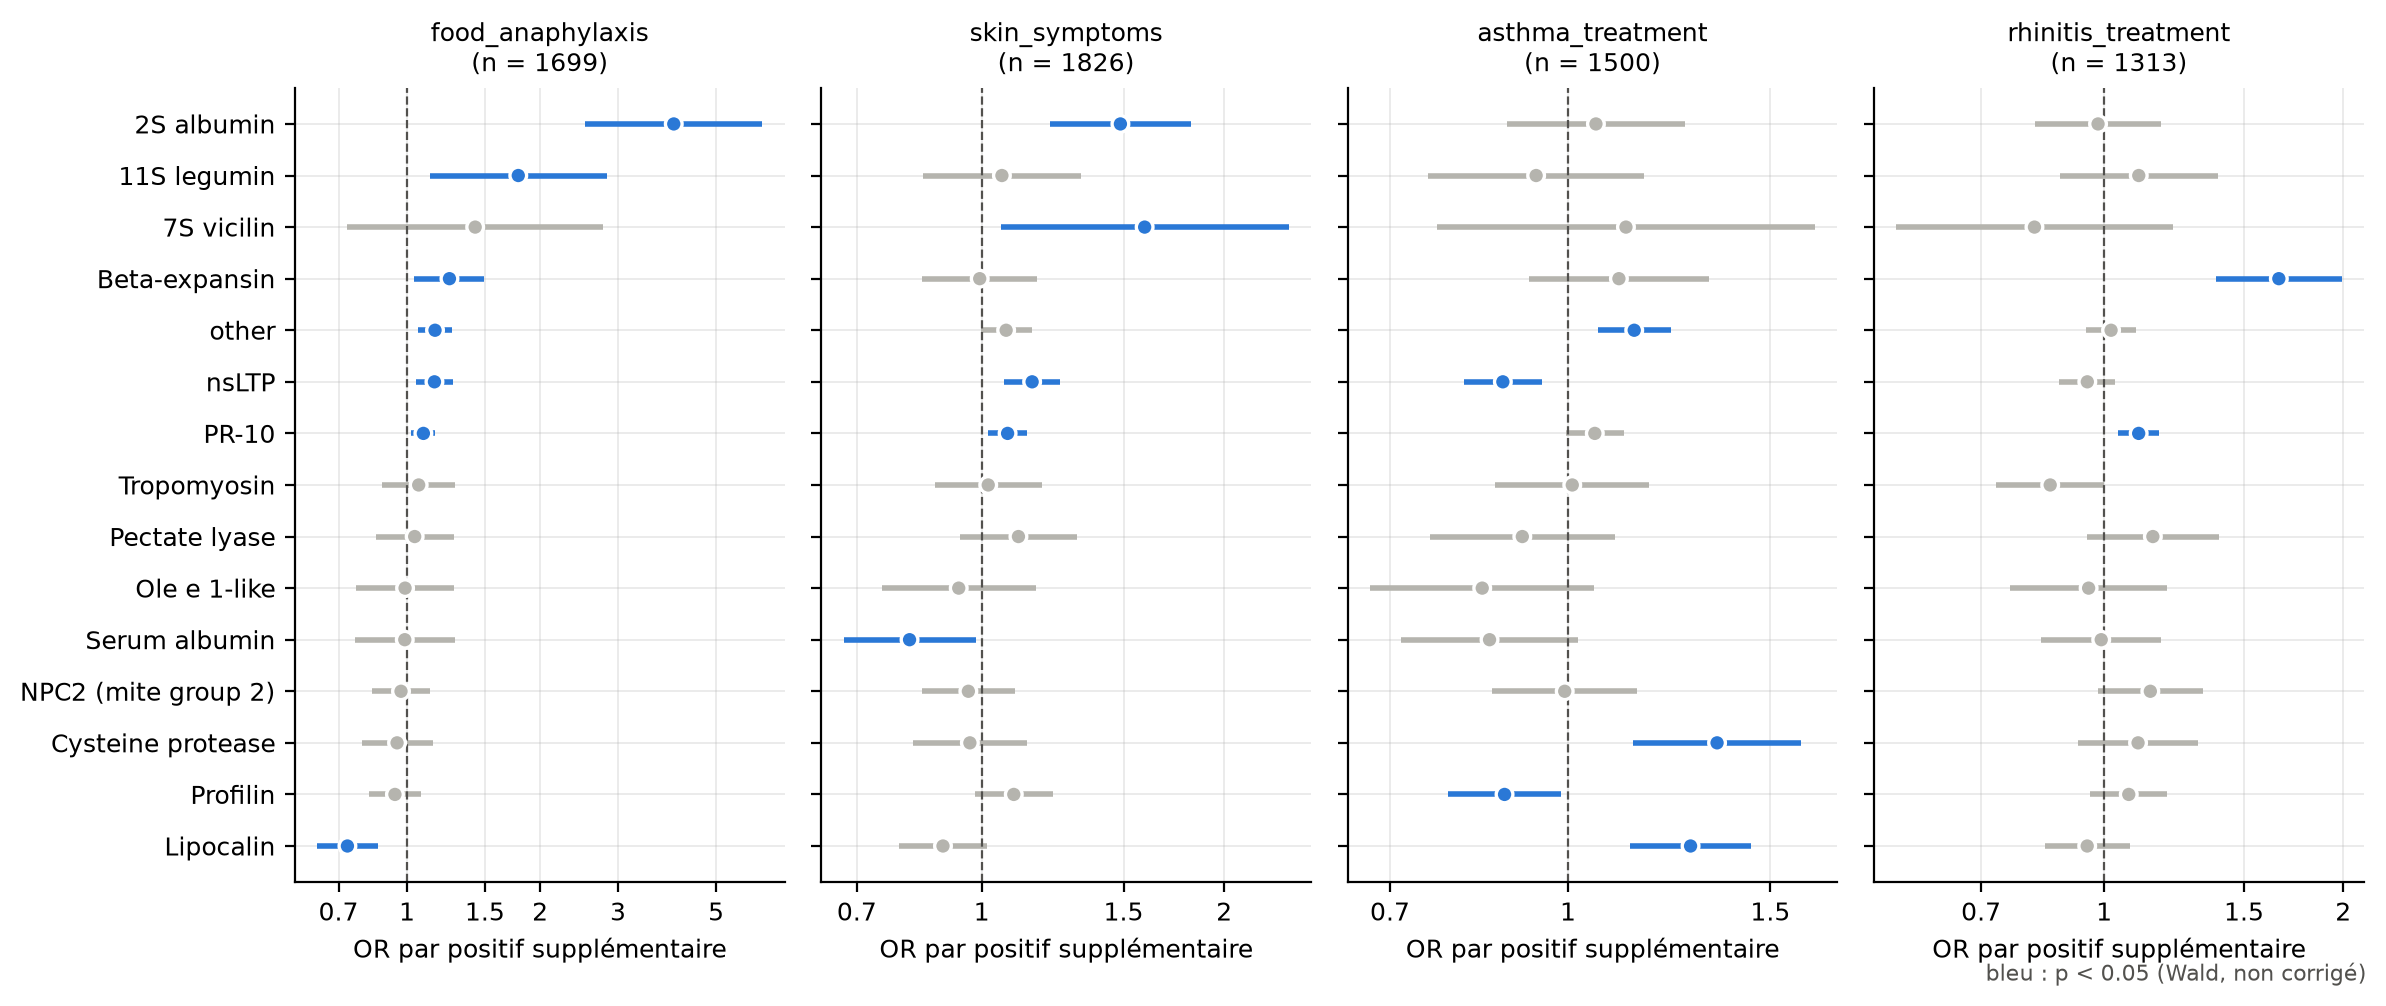 food_anaphylaxis
(n = 1699)
skin_symptoms
(n = 1826)
asthma_treatment
(n = 1500)
rhinitis_treatment
(n = 1313)
2S albumin
11S legumin
7S vicilin
Beta-expansin
other
nsLTP
PR-10
Tropomyosin
Pectate lyase
Ole e 1-like
Serum albumin
NPC2 (mite group 2)
Cysteine protease
Profilin
Lipocalin
0.7 1 1.5 2 3 5
0.7 1 1.5 2
0.7 1 1.5
0.7 1 1.5 2
OR par positif supplémentaire
OR par positif supplémentaire
OR par positif supplémentaire
OR par positif supplémentaire
bleu : p < 0.05 (Wald, non corrigé)